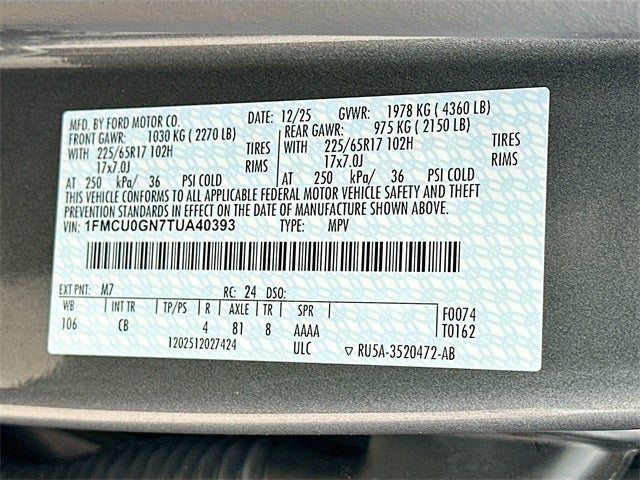 MFD. BY FORD MOTOR CO. DATE: 12/25 GVWR: 1978 KG ( 4360 LB)
FRONT GAWR: 1030 KG ( 2270 LB) REAR GAWR: 975 KG ( 2150 LB)
WITH 225/65R17 102H TIRES WITH 225/65R17 102H TIRES
17x7.0J RIMS 17x7.0J RIMS
AT 250 kPa/ 36 PSI COLD AT 250 kPa/ 36 PSI COLD
THIS VEHICLE CONFORMS TO ALL APPLICABLE FEDERAL MOTOR VEHICLE SAFETY AND THEFT
PREVENTION STANDARDS IN EFFECT ON THE DATE OF MANUFACTURE SHOWN ABOVE.
VIN: 1FMCU0GN7TUA40393 TYPE: MPV
EXT PNT: M7 RC: 24 DSO:
WB INT TR TP/PS R AXLE TR SPR F0074
106 CB 4 81 8 AAAA T0162
1202512027424 ULC ▽ RU5A-3520472-AB